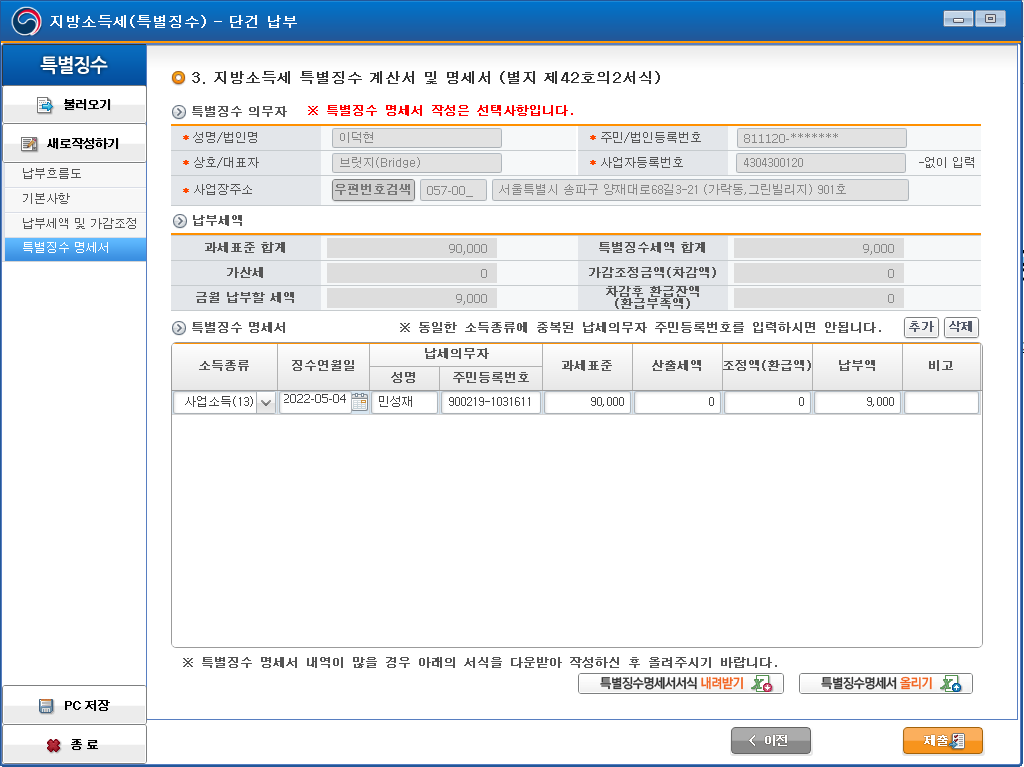 지방소득세(특별징수) - 단건 납부
특별징수
불러오기
새로작성하기
납부흐름도
기본사항
납부세액 및 가감조정
특별징수 명세서
PC 저장
종 료
3. 지방소득세 특별징수 계산서 및 명세서 (별지 제42호의2서식)
특별징수 의무자 ※ 특별징수 명세서 작성은 선택사항입니다.
* 성명/법인명 이덕현 * 주민/법인등록번호 811120-*******
* 상호/대표자 브릿지(Bridge) * 사업자등록번호 4304300120 -없이 입력
* 사업장주소 우편번호검색 057-00_ 서울특별시 송파구 양재대로68길3-21 (가락동,그린빌리지) 901호
납부세액
과세표준 합계 90,000 특별징수세액 합계 9,000
가산세 0 가감조정금액(차감액) 0
금월 납부할 세액 9,000 차감후 환급잔액 (환급부족액) 0
특별징수 명세서 ※ 동일한 소득종류에 중복된 납세의무자 주민등록번호를 입력하시면 안됩니다. 추가 삭제
소득종류 징수연월일 납세의무자 과세표준 산출세액 조정액(환급액) 납부액 비고
성명 주민등록번호
사업소득(13) 2022-05-04 민성재 900219-1031611 90,000 0 0 9,000
※ 특별징수 명세서 내역이 많을 경우 아래의 서식을 다운받아 작성하신 후 올려주시기 바랍니다.
특별징수명세서서식 내려받기 특별징수명세서 올리기
< 이전 제출